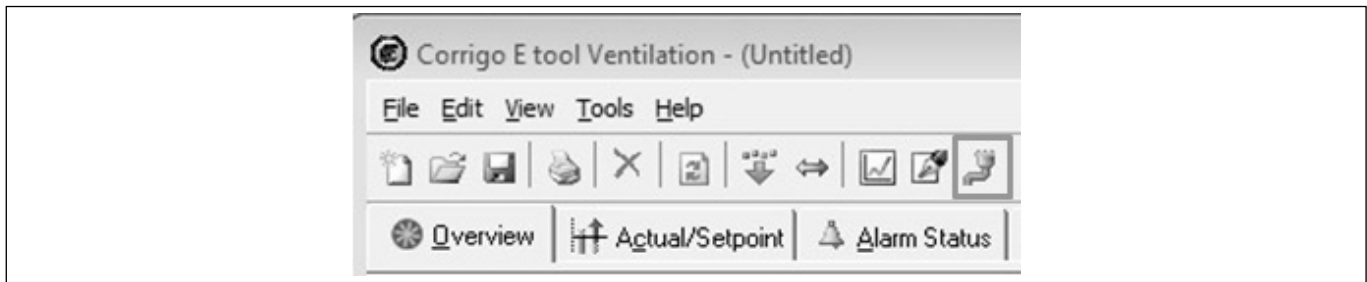 Corrigo E tool Ventilation - (Untitled)
File Edit View Tools Help
Overview Actual/Setpoint Alarm Status